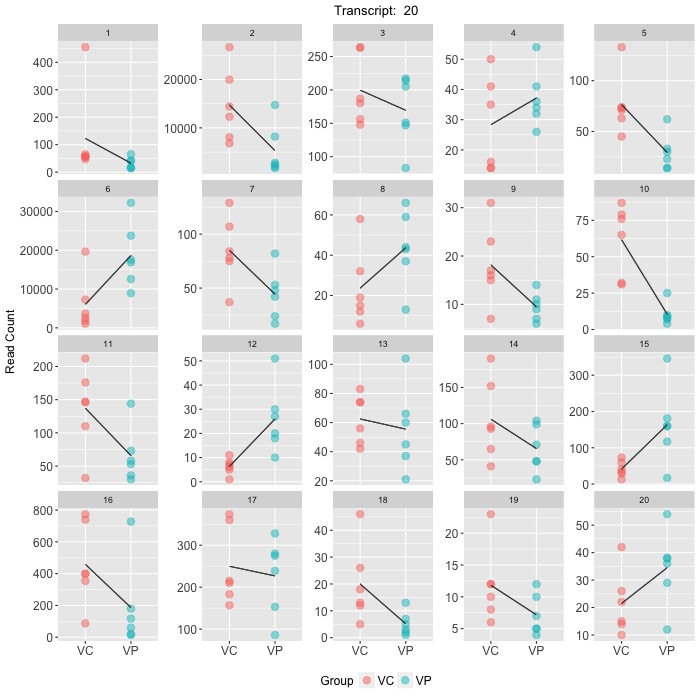 Transcript: 20
1 2 3 4 5
400 300 200 100 0
20000 10000
250 200 150 100
50 40 30 20
100 50
6 7 8 9 10
30000 20000 10000 0
100 50
60 40 20
30 20 10
75 50 25 0
Read Count
11 12 13 14 15
200 150 100 50
50 40 30 20 10 0
100 80 60 40 20
150 100 50
300 200 100 0
16 17 18 19 20
800 600 400 200 0
300 200 100
40 30 20 10 0
20 15 10 5
50 40 30 20 10
VC VP VC VP VC VP VC VP VC VP
Group VC VP